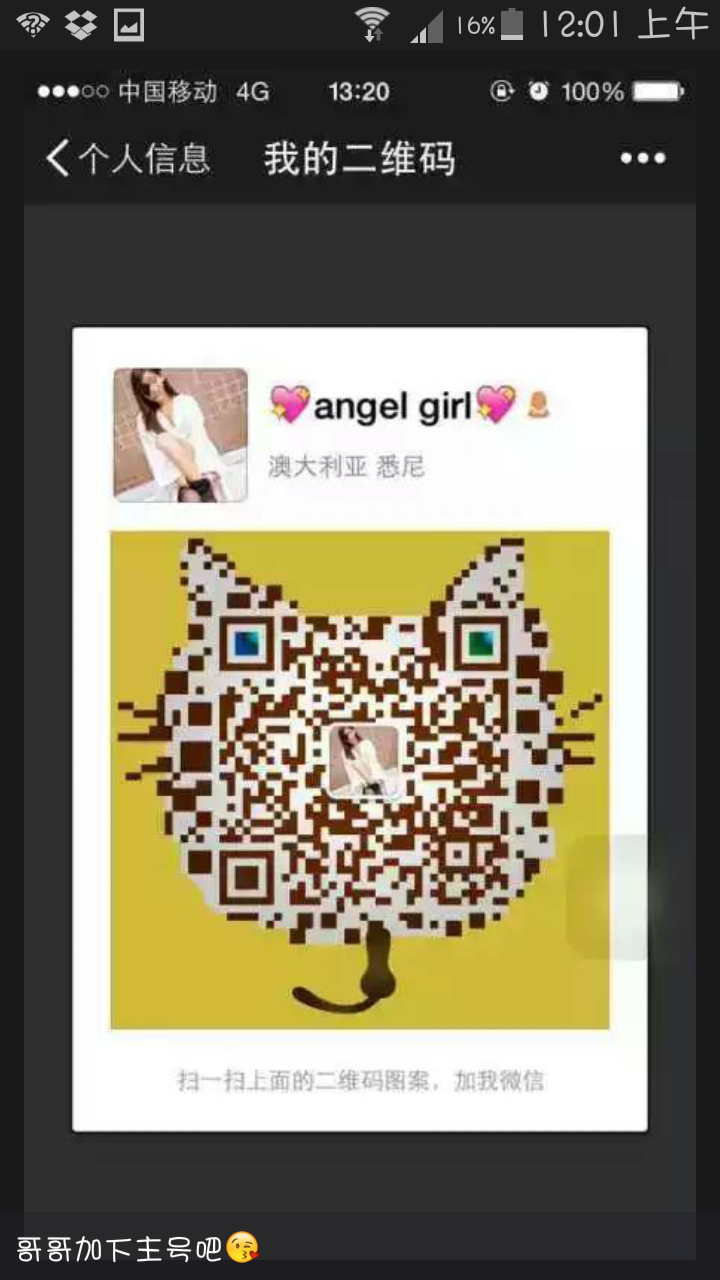 16% 12:01 上午
中国移动 4G 13:20 100%
个人信息 我的二维码
💖angel girl💖
澳大利亚 悉尼
扫一扫上面的二维码图案，加我微信
哥哥加下主号吧😘